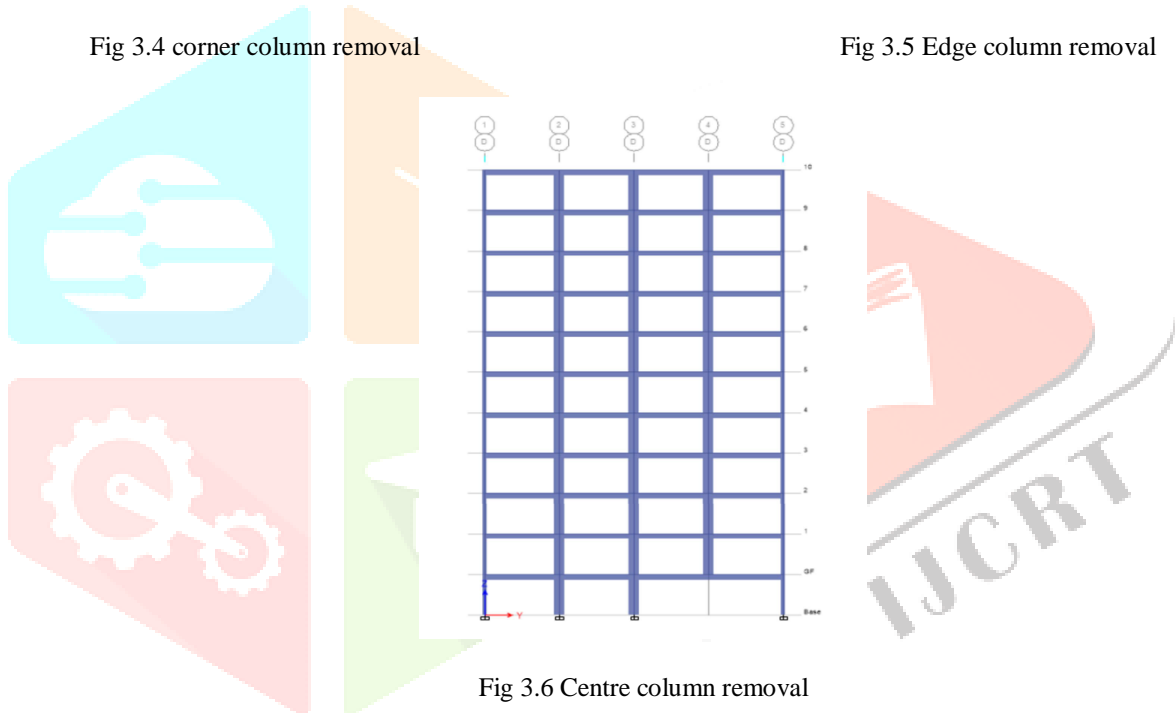 Fig 3.4 corner column removal
Fig 3.5 Edge column removal
1 2 3 4 5
D D D D D
10
9
8
7
6
5
4
3
2
1
GF
Z
Y
Base
IJCRT
Fig 3.6 Centre column removal